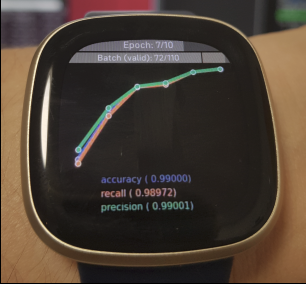 Epoch: 7/10
Batch (valid): 72/110
accuracy ( 0.99000)
recall ( 0.98972)
precision ( 0.99001)